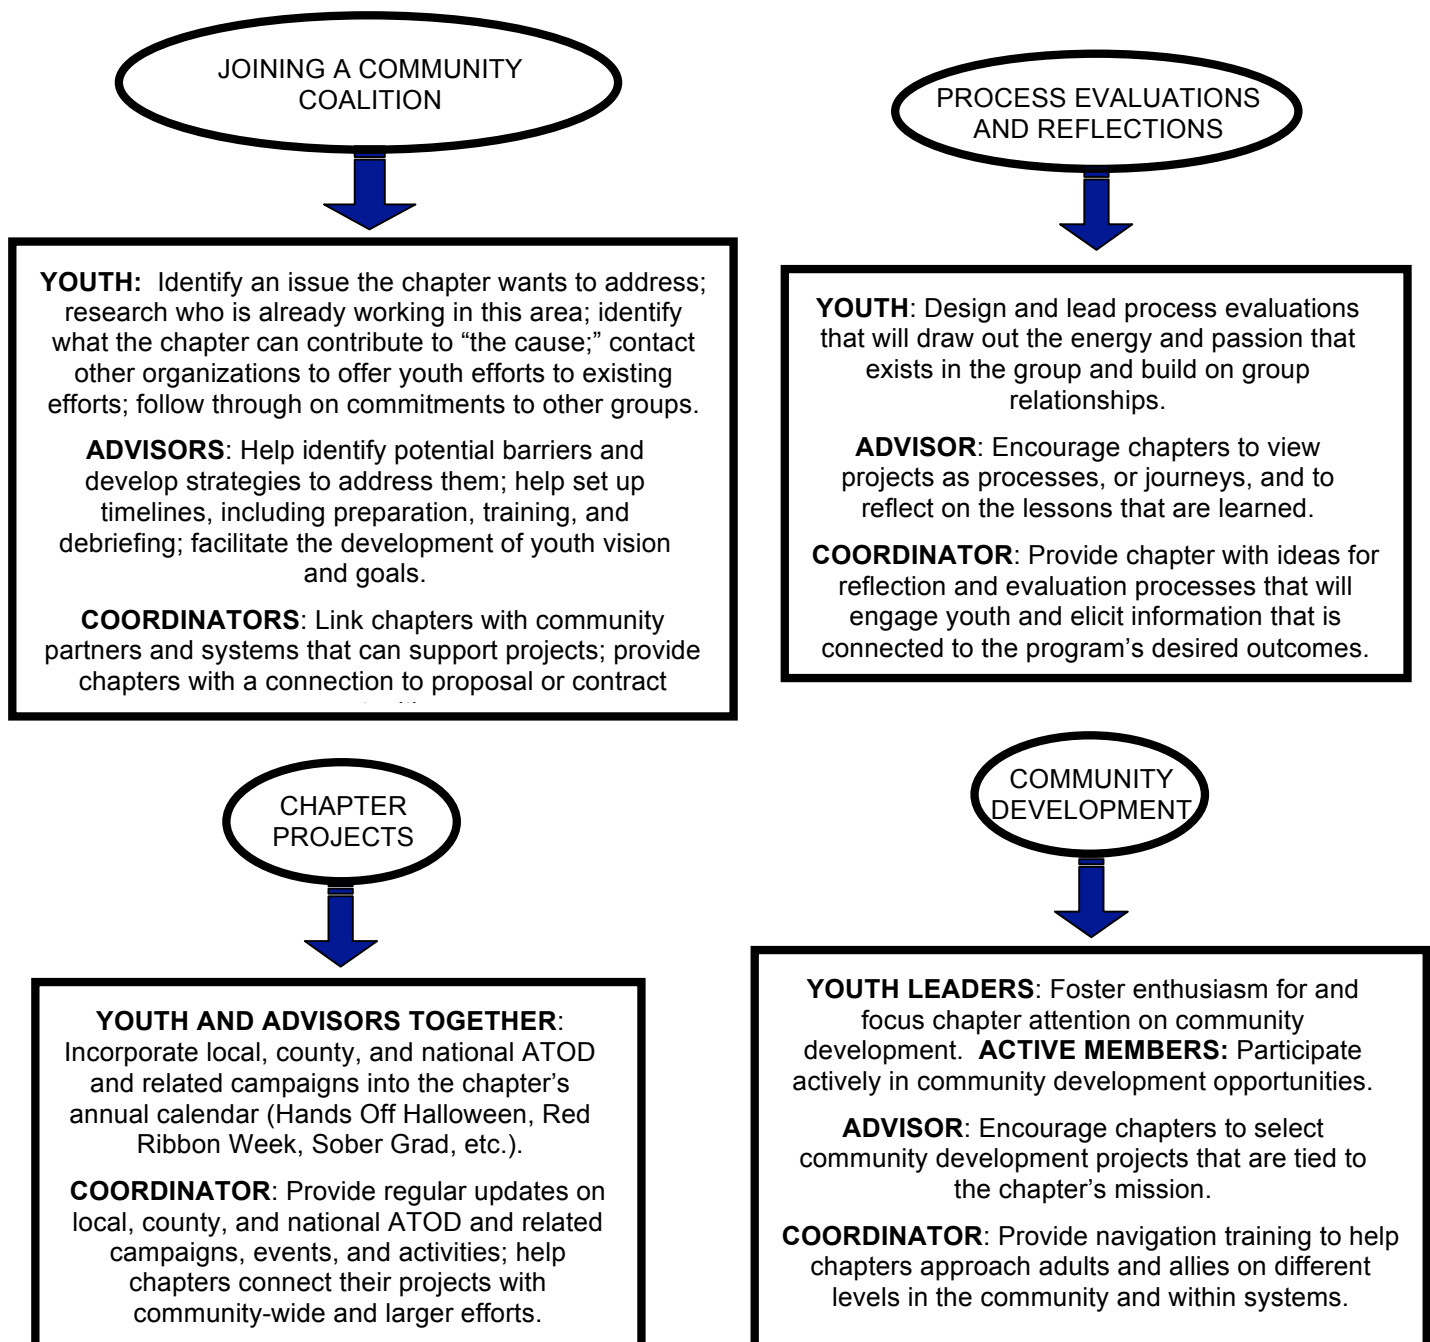 JOINING A COMMUNITY
COALITION
YOUTH: Identify an issue the chapter wants to address;
research who is already working in this area; identify
what the chapter can contribute to “the cause;” contact
other organizations to offer youth efforts to existing
efforts; follow through on commitments to other groups.
ADVISORS: Help identify potential barriers and
develop strategies to address them; help set up
timelines, including preparation, training, and
debriefing; facilitate the development of youth vision
and goals.
COORDINATORS: Link chapters with community
partners and systems that can support projects; provide
chapters with a connection to proposal or contract
PROCESS EVALUATIONS
AND REFLECTIONS
YOUTH: Design and lead process evaluations
that will draw out the energy and passion that
exists in the group and build on group
relationships.
ADVISOR: Encourage chapters to view
projects as processes, or journeys, and to
reflect on the lessons that are learned.
COORDINATOR: Provide chapter with ideas for
reflection and evaluation processes that will
engage youth and elicit information that is
connected to the program’s desired outcomes.
CHAPTER
PROJECTS
YOUTH AND ADVISORS TOGETHER:
Incorporate local, county, and national ATOD
and related campaigns into the chapter’s
annual calendar (Hands Off Halloween, Red
Ribbon Week, Sober Grad, etc.).
COORDINATOR: Provide regular updates on
local, county, and national ATOD and related
campaigns, events, and activities; help
chapters connect their projects with
community-wide and larger efforts.
COMMUNITY
DEVELOPMENT
YOUTH LEADERS: Foster enthusiasm for and
focus chapter attention on community
development. ACTIVE MEMBERS: Participate
actively in community development opportunities.
ADVISOR: Encourage chapters to select
community development projects that are tied to
the chapter’s mission.
COORDINATOR: Provide navigation training to help
chapters approach adults and allies on different
levels in the community and within systems.